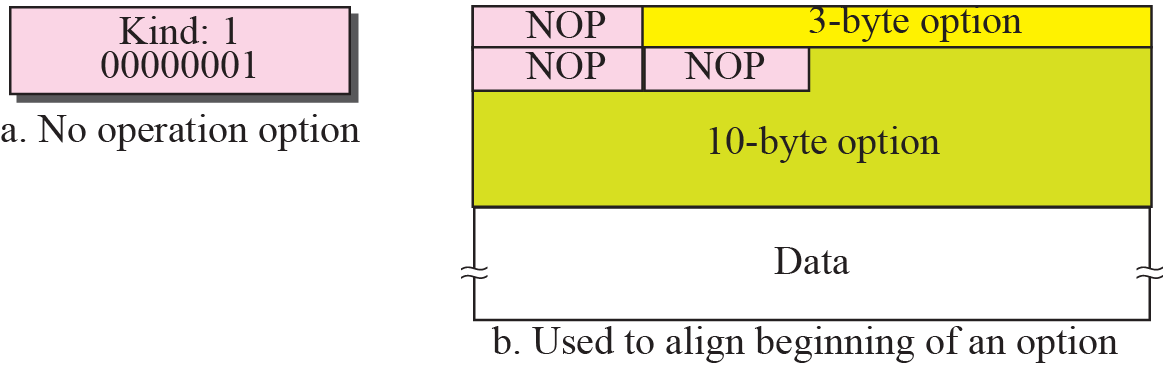 Kind: 1
00000001
a. No operation option
NOP
3-byte option
NOP
NOP
10-byte option
Data
b. Used to align beginning of an option